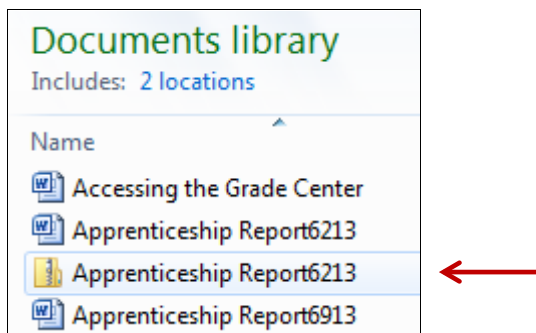 Documents library
Includes: 2 locations
Name
Accessing the Grade Center
Apprenticeship Report6213
Apprenticeship Report6213
Apprenticeship Report6913